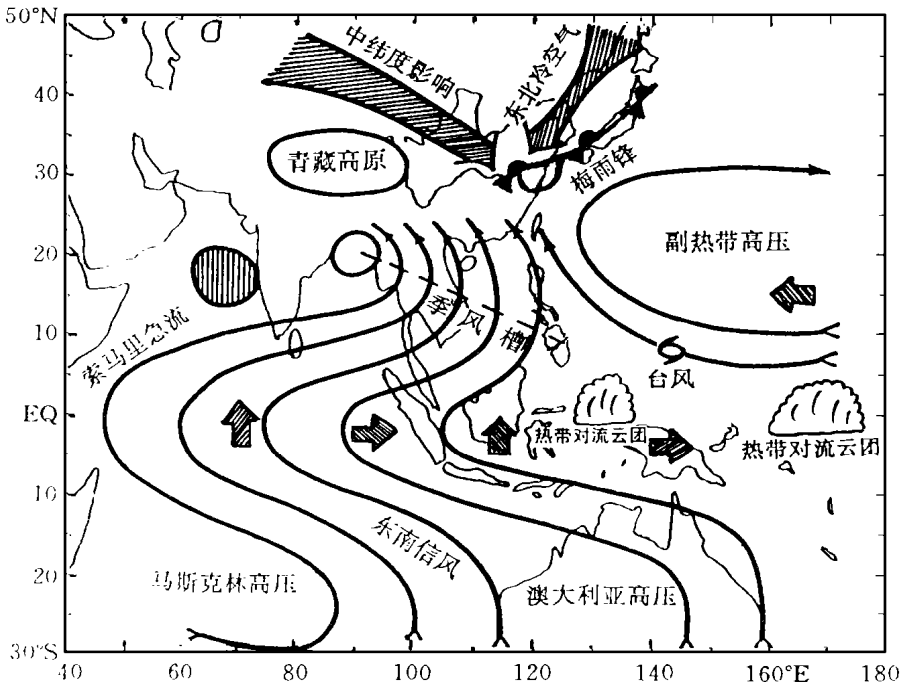 50°N
中纬度影响
东北冷空气
40
青藏高原
30
梅雨锋
副热带高压
20
季风槽
10
索马里急流
台风
EQ
热带对流云团
热带对流云团
10
东南信风
20
马斯克林高压
澳大利亚高压
30°S
40
60
80
100
120
140
160°E
180